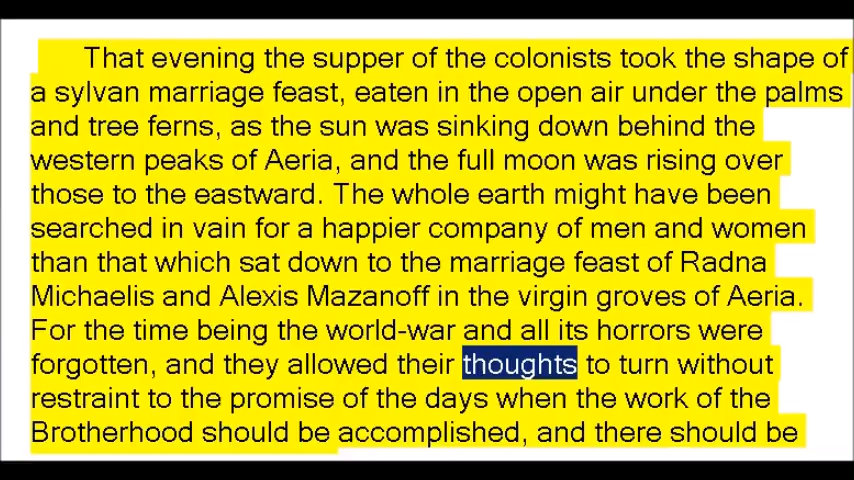 That evening the supper of the colonists took the shape of
a sylvan marriage feast, eaten in the open air under the palms
and tree ferns, as the sun was sinking down behind the
western peaks of Aeria, and the full moon was rising over
those to the eastward. The whole earth might have been
searched in vain for a happier company of men and women
than that which sat down to the marriage feast of Radna
Michaelis and Alexis Mazanoff in the virgin groves of Aeria.
For the time being the world-war and all its horrors were
forgotten, and they allowed their thoughts to turn without
restraint to the promise of the days when the work of the
Brotherhood should be accomplished, and there should be